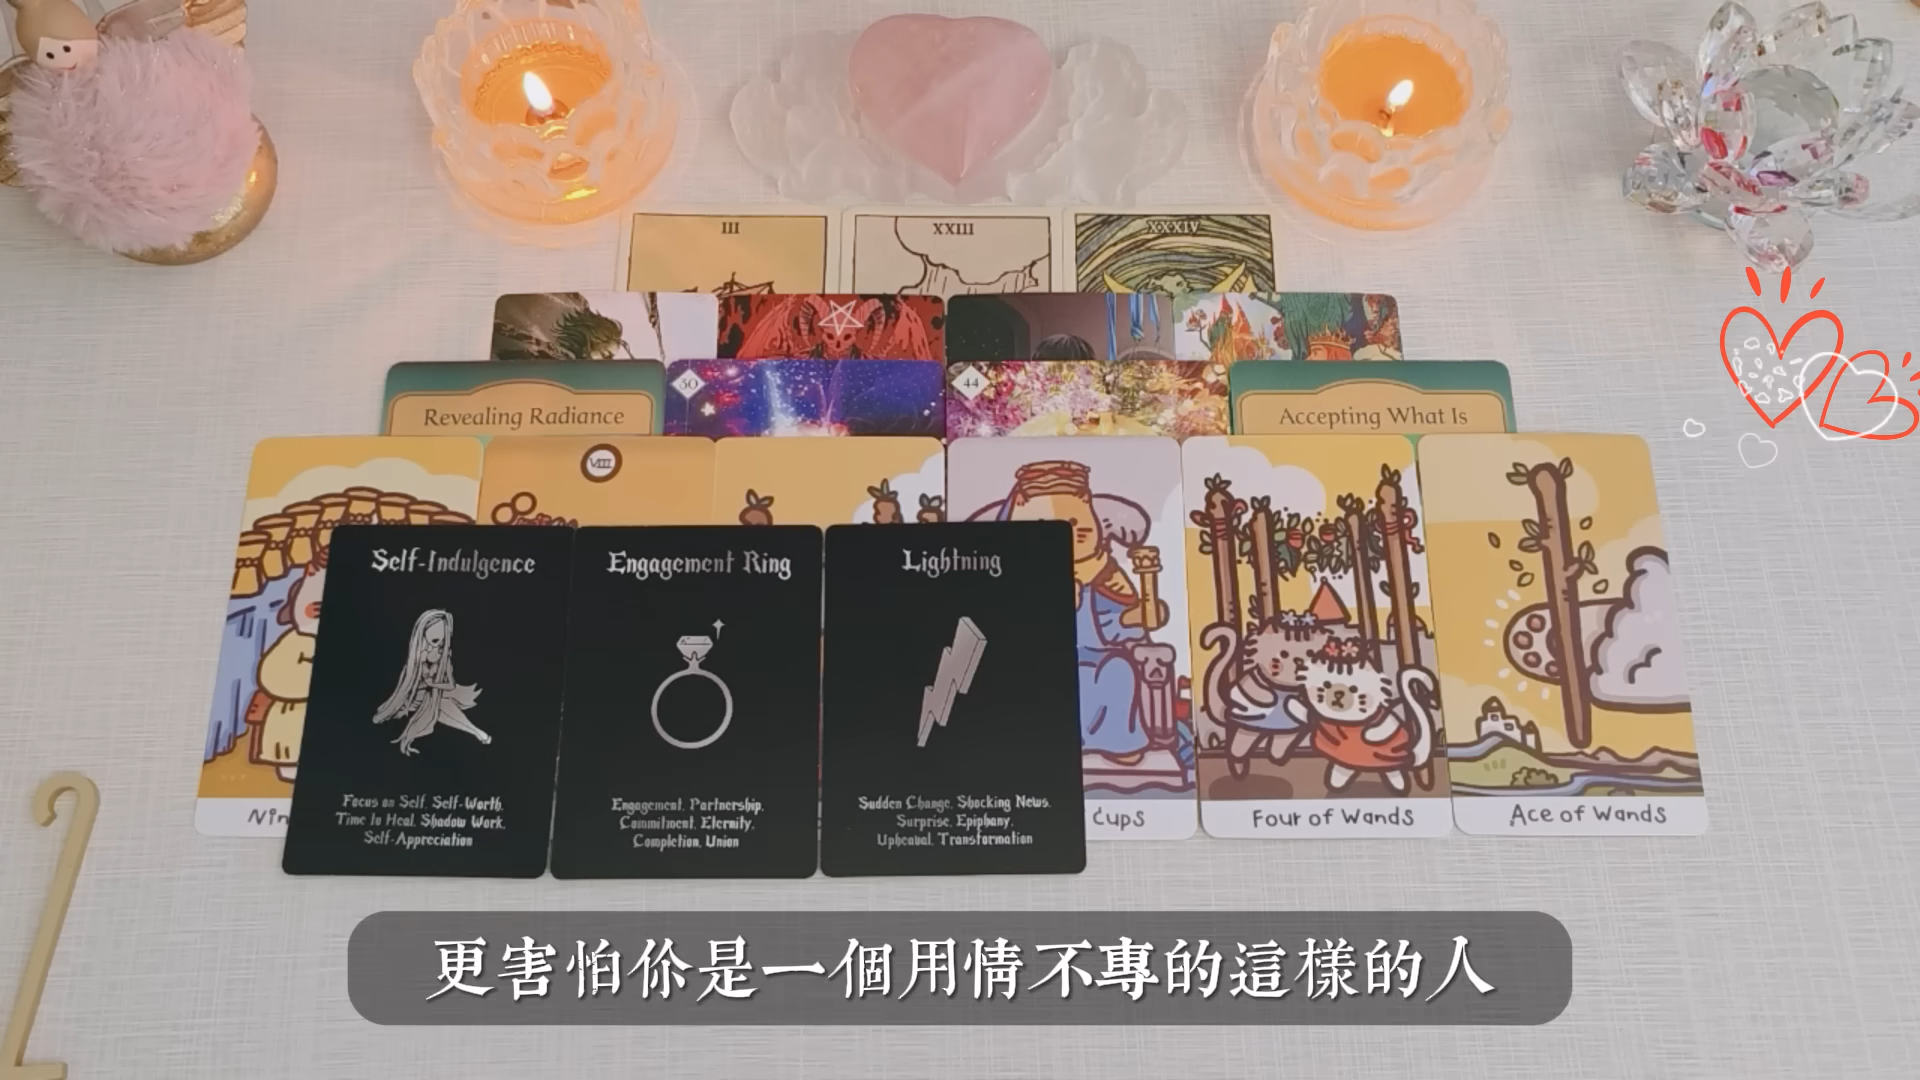 III
XXIII
XXXIV
30
44
Revealing Radiance
Accepting What Is
VIII
Self-Indulgence
Engagement Ring
Lightning
Focus on Self, Self-Worth,
Time to Heal, Shadow Work,
Self-Appreciation
Engagement, Partnership,
Commitment, Eternity,
Completion, Union
Sudden Change, Shocking News,
Surprise, Epiphany,
Upheaval, Transformation
Nin
Cups
Four of Wands
Ace of Wands
更害怕你是一個用情不專的這樣的人